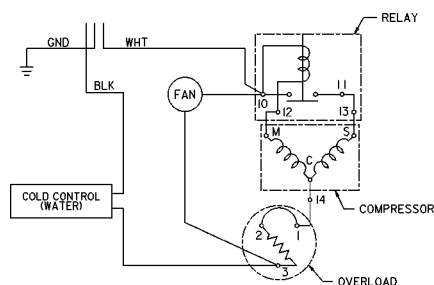 RELAY
GND
WHT
BLK
FAN
10
11
12
13
M
S
C
COLD CONTROL
(WATER)
14
COMPRESSOR
2
1
3
OVERLOAD